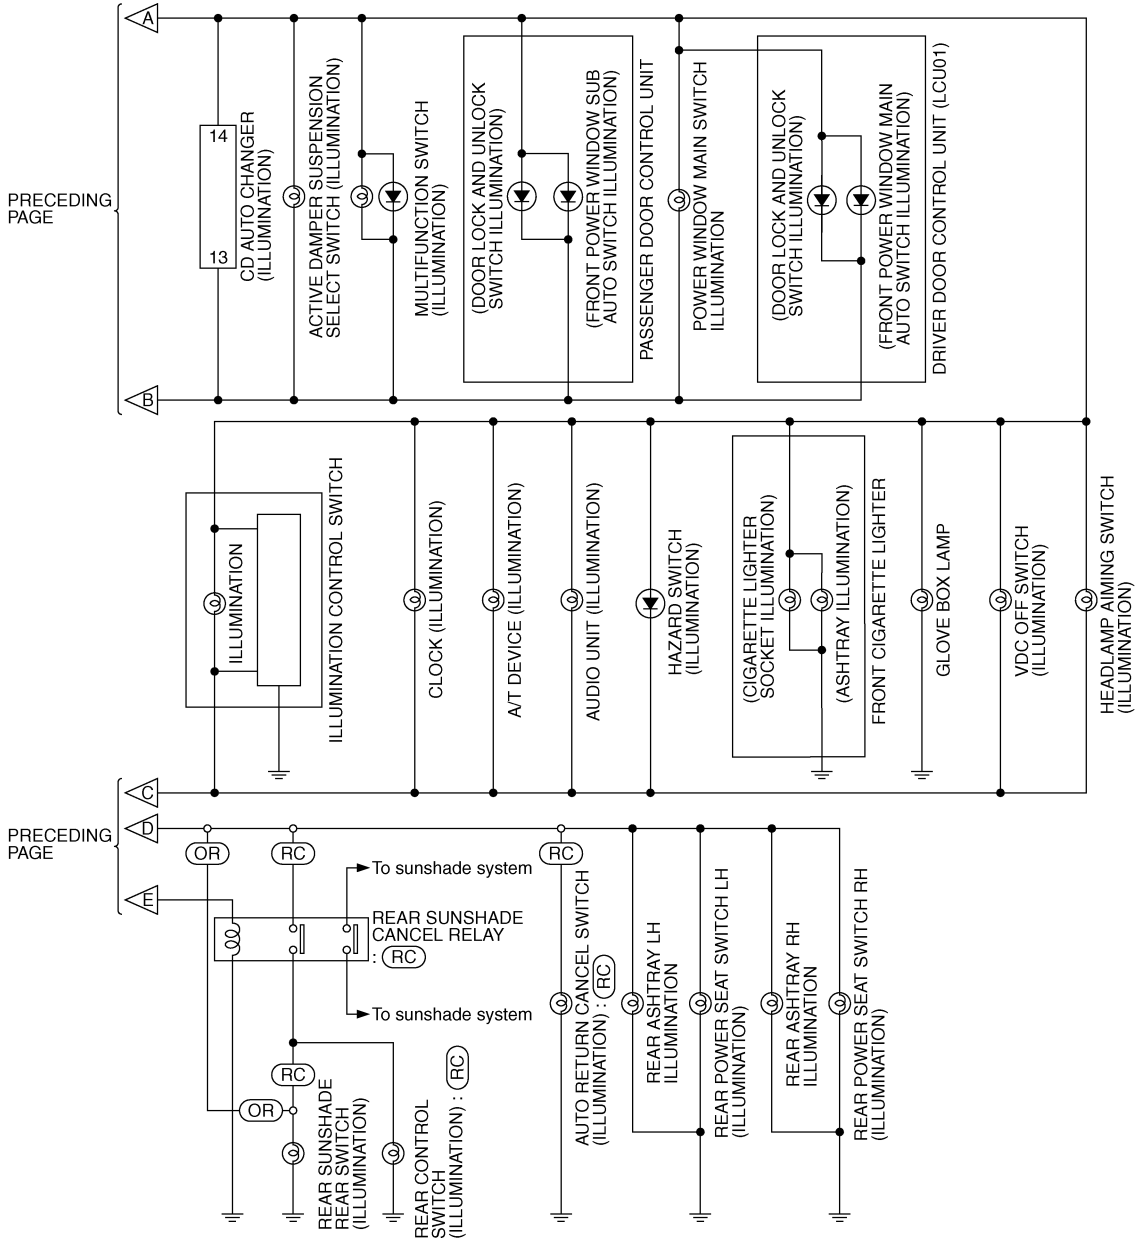 A
PRECEDING
PAGE
B
14
13
CD AUTO CHANGER
(ILLUMINATION)
ACTIVE DAMPER SUSPENSION
SELECT SWITCH (ILLUMINATION)
MULTIFUNCTION SWITCH
(ILLUMINATION)
(DOOR LOCK AND UNLOCK
SWITCH ILLUMINATION)
(FRONT POWER WINDOW SUB
AUTO SWITCH ILLUMINATION)
PASSENGER DOOR CONTROL UNIT
POWER WINDOW MAIN SWITCH
ILLUMINATION
(DOOR LOCK AND UNLOCK
SWITCH ILLUMINATION)
(FRONT POWER WINDOW MAIN
AUTO SWITCH ILLUMINATION)
DRIVER DOOR CONTROL UNIT (LCU01)
ILLUMINATION
ILLUMINATION CONTROL SWITCH
CLOCK (ILLUMINATION)
A/T DEVICE (ILLUMINATION)
AUDIO UNIT (ILLUMINATION)
HAZARD SWITCH
(ILLUMINATION)
(CIGARETTE LIGHTER
SOCKET ILLUMINATION)
(ASHTRAY ILLUMINATION)
FRONT CIGARETTE LIGHTER
GLOVE BOX LAMP
VDC OFF SWITCH
(ILLUMINATION)
HEADLAMP AIMING SWITCH
(ILLUMINATION)
C
D
PRECEDING
PAGE
E
OR
RC
RC
To sunshade system
REAR SUNSHADE
CANCEL RELAY
: RC
To sunshade system
RC
OR
REAR SUNSHADE
REAR SWITCH
(ILLUMINATION)
REAR CONTROL
SWITCH
(ILLUMINATION) : RC
AUTO RETURN CANCEL SWITCH
(ILLUMINATION) : RC
REAR ASHTRAY LH
ILLUMINATION
REAR POWER SEAT SWITCH LH
(ILLUMINATION)
REAR ASHTRAY RH
ILLUMINATION
REAR POWER SEAT SWITCH RH
(ILLUMINATION)